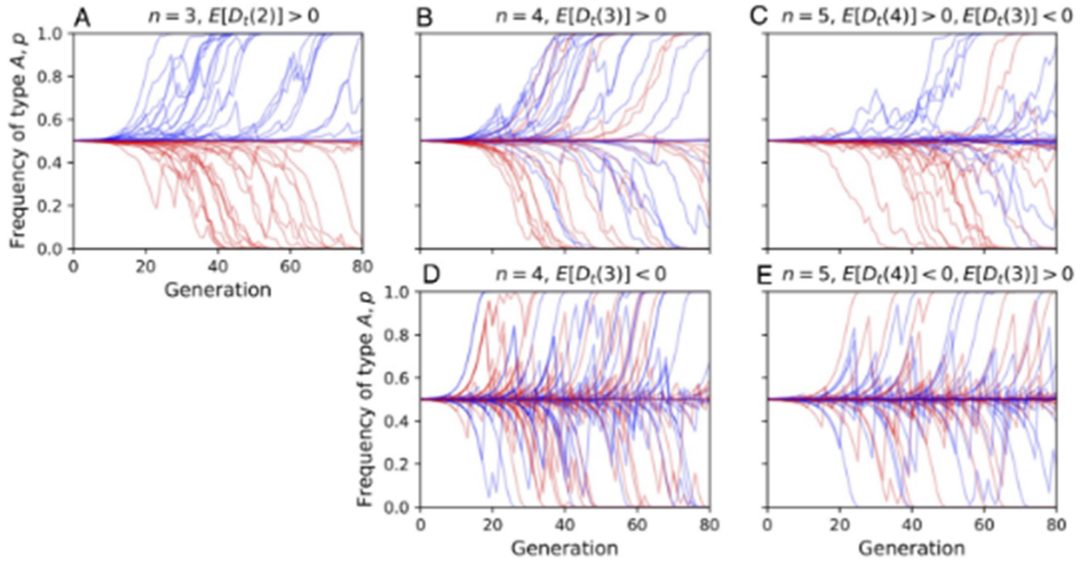 A n = 3, E[D_t(2)] > 0
B n = 4, E[D_t(3)] > 0
C n = 5, E[D_t(4)] > 0, E[D_t(3)] < 0
Frequency of type A, p
1.0
0.8
0.6
0.4
0.2
0.0
0 20 40 60 80
Generation
D n = 4, E[D_t(3)] < 0
E n = 5, E[D_t(4)] < 0, E[D_t(3)] > 0
Frequency of type A, p
1.0
0.8
0.6
0.4
0.2
0.0
0 20 40 60 80
0 20 40 60 80
Generation
Generation